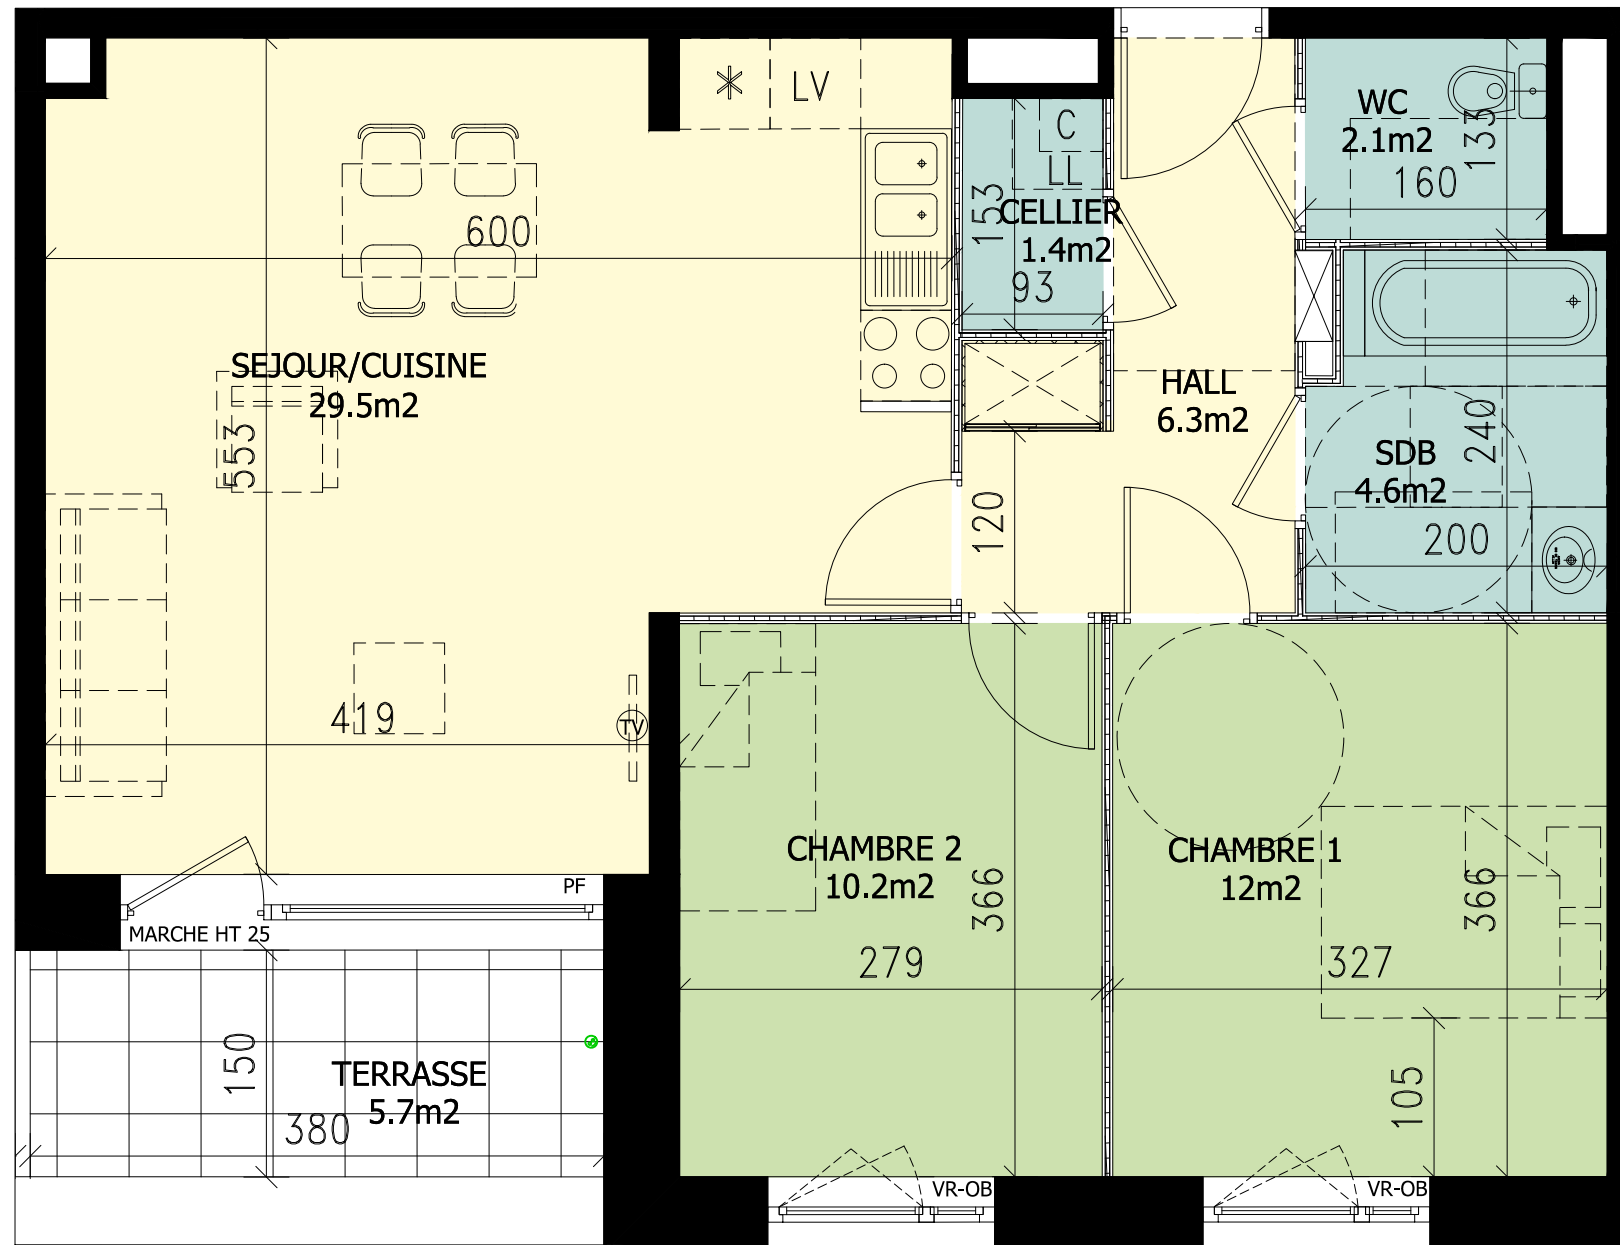 LV
C
LL
WC
2.1m2
133
160
600
153
CELLIER
1.4m2
93
SEJOUR/CUISINE
29.5m2
553
HALL
6.3m2
240
SDB
4.6m2
120
200
419
TV
CHAMBRE 2
10.2m2
366
CHAMBRE 1
12m2
366
PF
MARCHE HT 25
279
327
150
TERRASSE
5.7m2
380
105
VR-OB
VR-OB